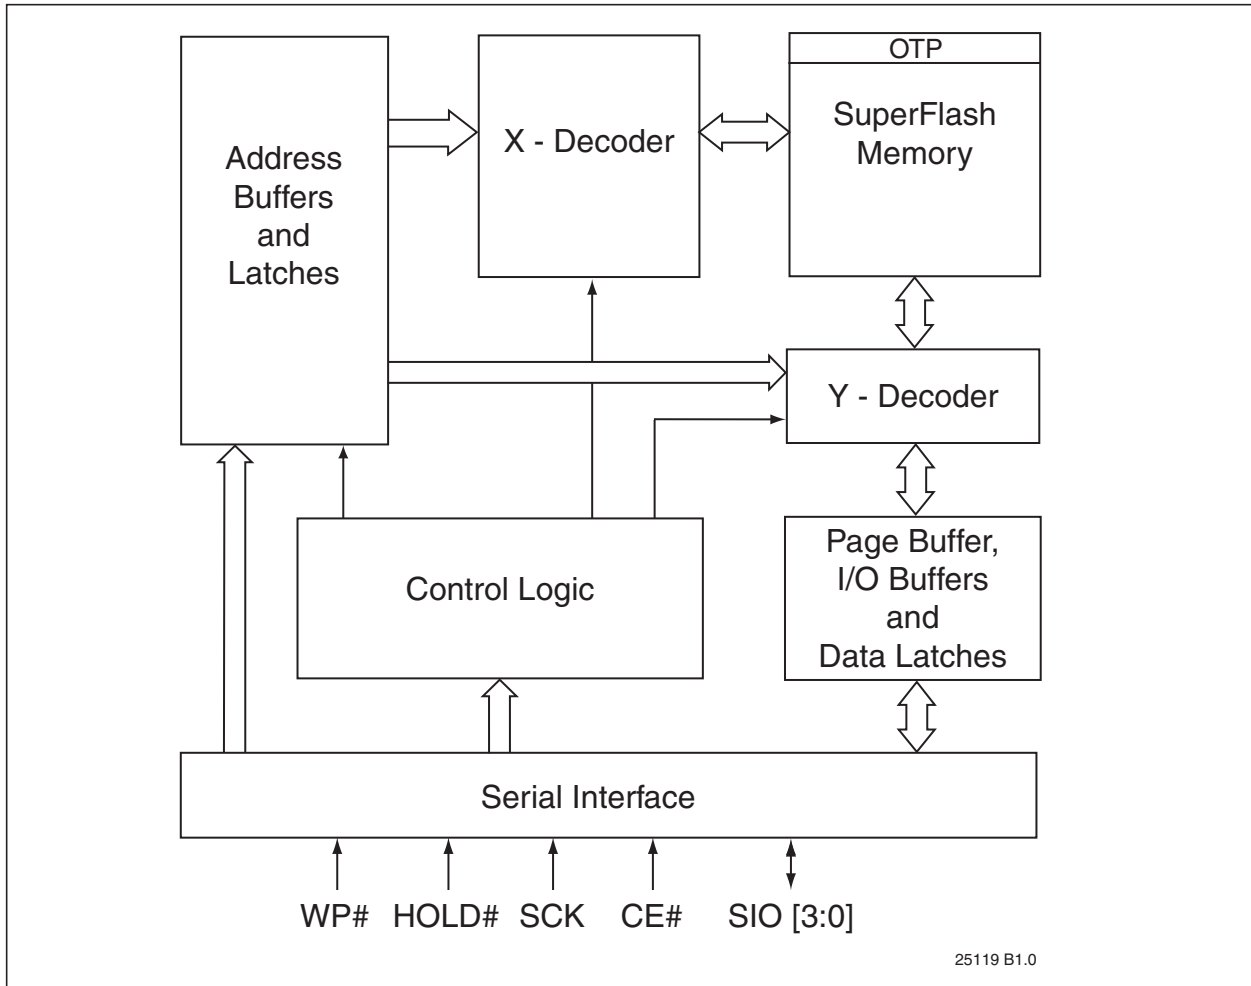 OTP
SuperFlash
Memory
X - Decoder
Address
Buffers
and
Latches
Y - Decoder
Page Buffer,
I/O Buffers
and
Data Latches
Control Logic
Serial Interface
WP# HOLD# SCK CE# SIO [3:0]
25119 B1.0